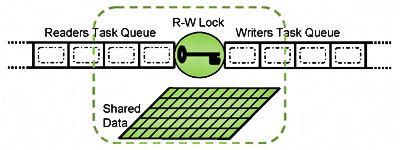 R-W Lock
Readers Task Queue
Writers Task Queue
Shared
Data